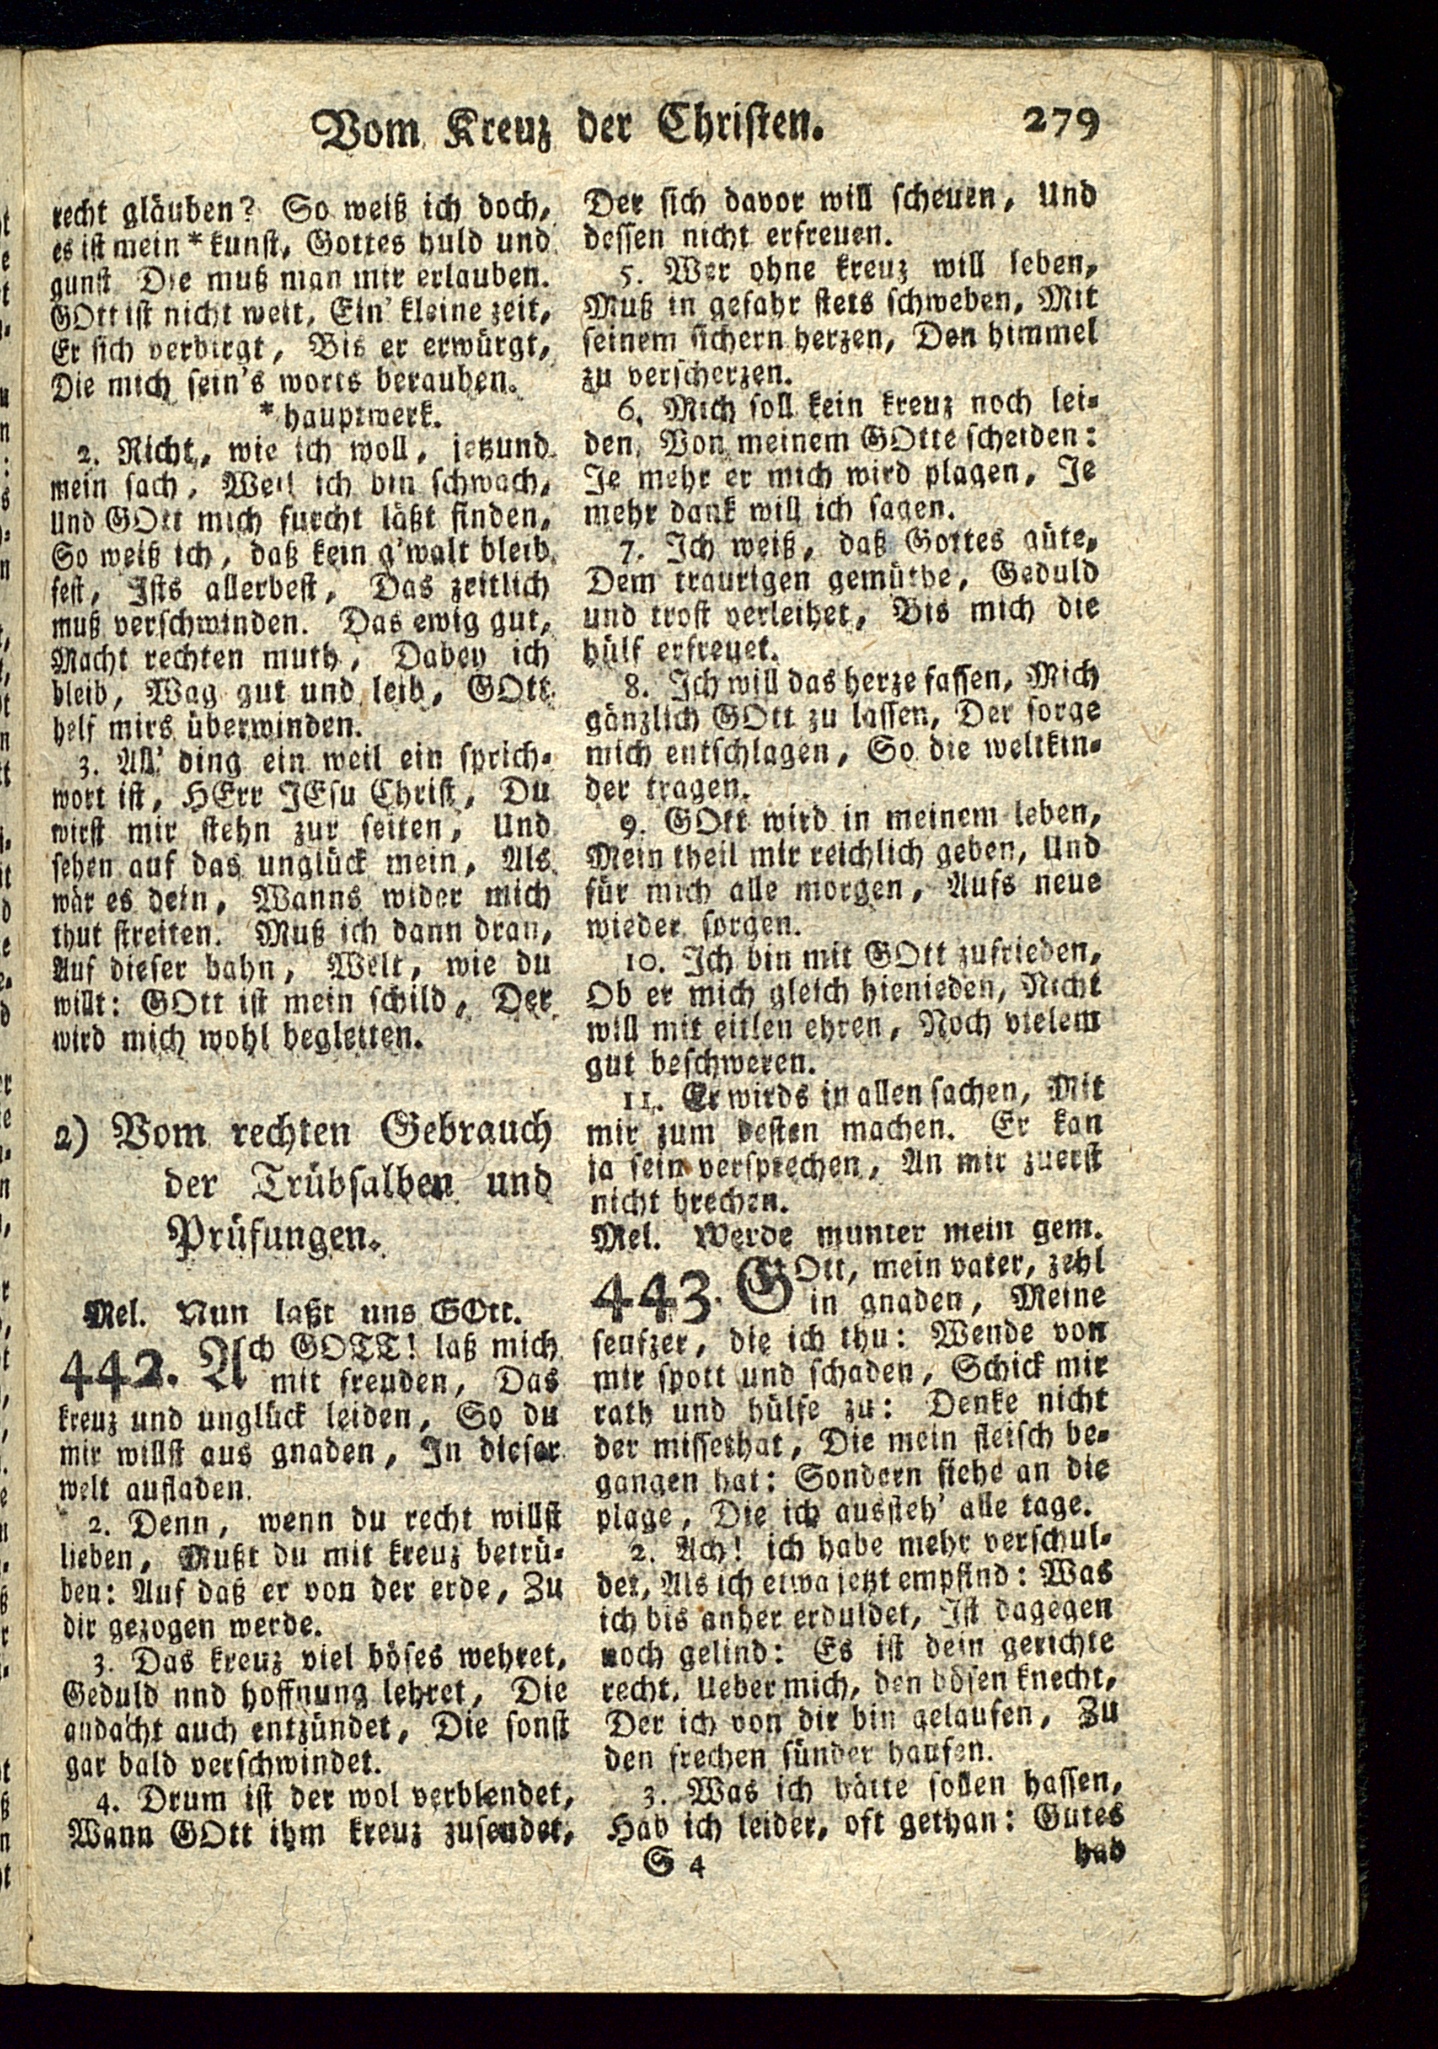 Vom Kreuz der Christen. 279
recht gläuben? So weiß ich doch,
es ist mein * kunst, Gottes huld und
gunst Die muß man mir erlauben.
GOtt ist nicht weit, Ein' kleine zeit,
Er sich verbirgt, Bis er erwürgt,
Die mich sein's worts berauben.
* hauptwerk.
2. Richt, wie ich woll, jetzund
mein sach, Weil ich bin schwach,
Und GOtt mich furcht läßt finden,
So weiß ich, daß kein g'walt bleib
fest, Ists allerbest, Das zeitlich
muß verschwinden. Das ewig gut,
Macht rechten muth, Dabey ich
bleib, Wag gut und leib, GOtt
helf mirs überwinden.
3. All' ding ein weil ein sprich-
wort ist, HErr JEsu Christ, Du
wirst mir stehn zur seiten, Und
sehen auf das unglück mein, Als
wär es dein, Wanns wider mich
thut streiten. Muß ich dann dran,
Auf dieser bahn, Welt, wie du
willt: GOtt ist mein schild, Der
wird mich wohl begleiten.
2) Vom rechten Gebrauch
der Trübsalben und
Prüfungen.
Mel. Nun laßt uns GOtt.
442. Ach GOTT! laß mich
mit freuden, Das
kreuz und unglück leiden, So du
mir willst aus gnaden, In dieser
welt aufladen.
2. Denn, wenn du recht willst
lieben, Mußt du mit kreuz betrü-
ben: Auf daß er von der erde, Zu
dir gezogen werde.
3. Das kreuz viel böses wehret,
Geduld nnd hoffnung lehret, Die
andacht auch entzündet, Die sonst
gar bald verschwindet.
4. Drum ist der wol verblendet,
Wann GOtt ihm kreuz zusendet,
Der sich davor will scheuen, Und
dessen nicht erfreuen.
5. Wer ohne kreuz will leben,
Muß in gefahr stets schweben, Mit
seinem sichern herzen, Den himmel
zu verscherzen.
6. Mich soll kein kreuz noch lei-
den, Von meinem GOtte scheiden:
Je mehr er mich wird plagen, Je
mehr dank will ich sagen.
7. Ich weiß, daß Gottes güte,
Dem traurigen gemüthe, Geduld
und trost verleihet, Bis mich die
hülf erfreuet.
8. Ich will das herze fassen, Mich
gänzlich GOtt zu lassen, Der sorge
mich entschlagen, So die weltkin-
der tragen.
9. GOtt wird in meinem leben,
Mein theil mir reichlich geben, Und
für mich alle morgen, Aufs neue
wieder sorgen.
10. Ich bin mit GOtt zufrieden,
Ob er mich gleich hienieden, Nicht
will mit eitlen ehren, Noch vielem
gut beschweren.
11. Er wirds in allen sachen, Mit
mir zum besten machen. Er kan
ja sein versprechen, An mir zuerst
nicht brechen.
Mel. Werde munter mein gem.
443. GOtt, mein vater, zehl
in gnaden, Meine
seufzer, die ich thu: Wende von
mir spott und schaden, Schick mir
rath und hülfe zu: Denke nicht
der missethat, Die mein fleisch be-
gangen hat: Sondern siehe an die
plage, Die ich aussteh' alle tage.
2. Ach! ich habe mehr verschul-
det, Als ich etwa jetzt empfind: Was
ich bis anher erduldet, Ist dagegen
noch gelind: Es ist dein gerichte
recht, Ueber mich, den bösen knecht,
Der ich von dir bin gelaufen, Zu
den frechen sünder haufen.
3. Was ich hätte sollen hassen,
Hab ich leider, oft gethan: Gutes
S 4 hab